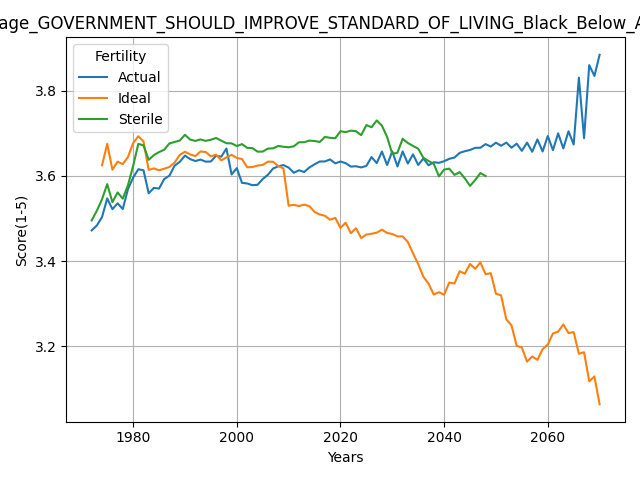 age_GOVERNMENT_SHOULD_IMPROVE_STANDARD_OF_LIVING_Black_Below_A
Fertility
Actual
Ideal
Sterile
Score(1-5)
3.8
3.6
3.4
3.2
1980 2000 2020 2040 2060
Years